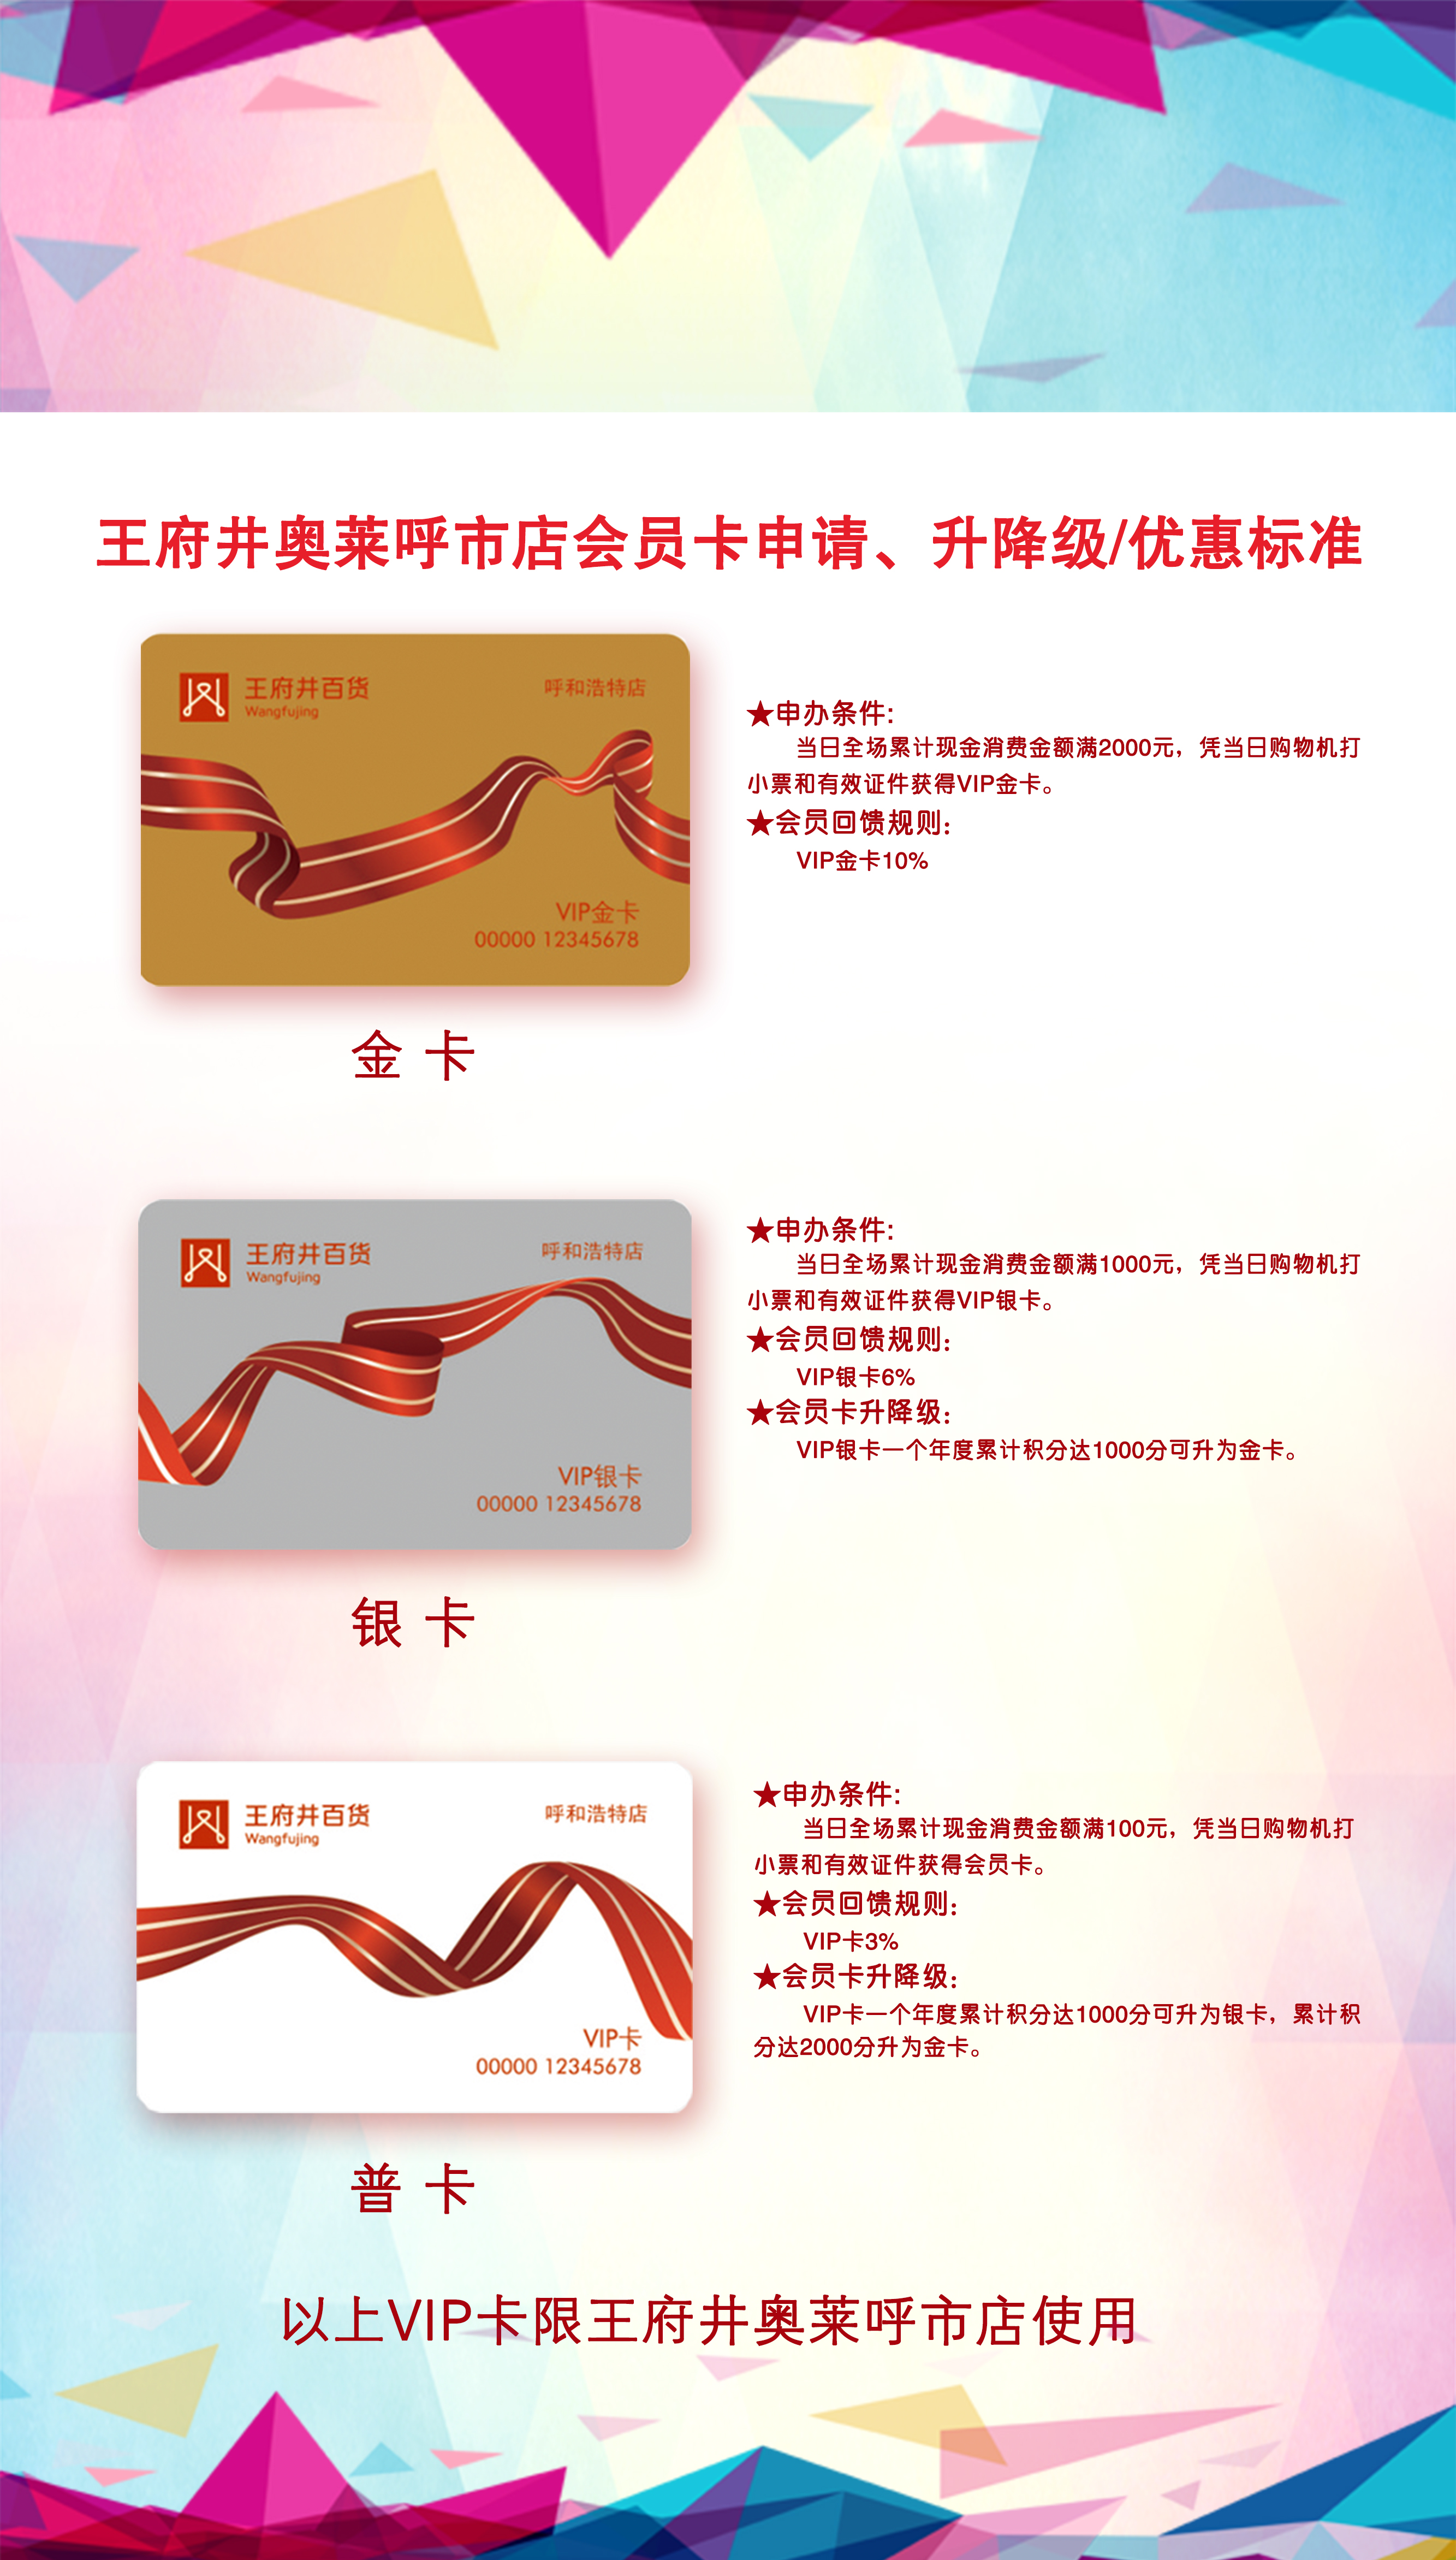 王府井奥莱呼市店会员卡申请、升降级/优惠标准
王府井百货
Wangfujing
呼和浩特店
VIP金卡
00000 12345678
金 卡
★申办条件:
当日全场累计现金消费金额满2000元，凭当日购物机打
小票和有效证件获得VIP金卡。
★会员回馈规则:
VIP金卡10%
王府井百货
Wangfujing
呼和浩特店
VIP银卡
00000 12345678
银 卡
★申办条件:
当日全场累计现金消费金额满1000元，凭当日购物机打
小票和有效证件获得VIP银卡。
★会员回馈规则:
VIP银卡6%
★会员卡升降级:
VIP银卡一个年度累计积分达1000分可升为金卡。
王府井百货
Wangfujing
呼和浩特店
VIP卡
00000 12345678
普 卡
★申办条件:
当日全场累计现金消费金额满100元，凭当日购物机打
小票和有效证件获得会员卡。
★会员回馈规则:
VIP卡3%
★会员卡升降级:
VIP卡一个年度累计积分达1000分可升为银卡，累计积
分达2000分升为金卡。
以上VIP卡限王府井奥莱呼市店使用